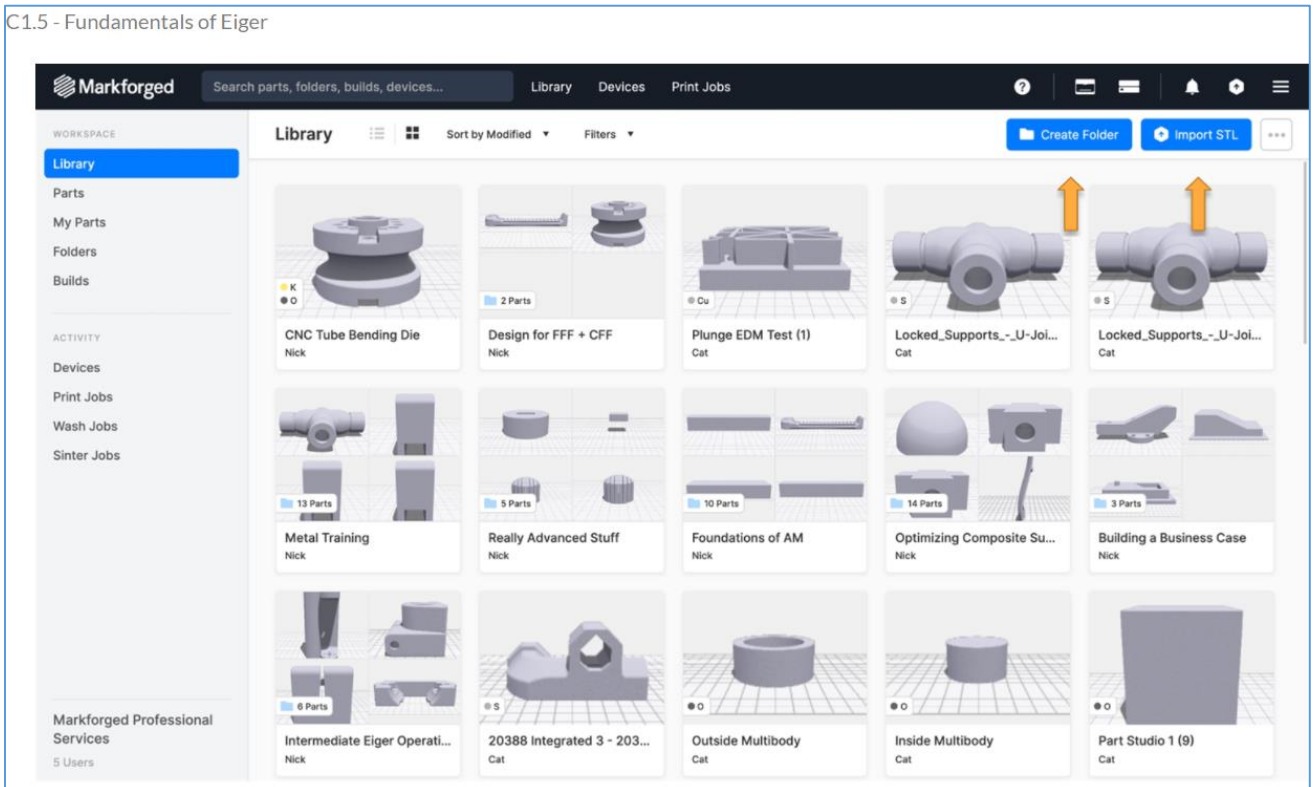 C1.5 - Fundamentals of Eiger
Markforged
Search parts, folders, builds, devices...
Library Devices Print Jobs
WORKSPACE
Library
Parts
My Parts
Folders
Builds
ACTIVITY
Devices
Print Jobs
Wash Jobs
Sinter Jobs
Markforged Professional
Services
5 Users
Library Sort by Modified Filters
Create Folder
Import STL
K
O
CNC Tube Bending Die
Nick
2 Parts
Design for FFF + CFF
Nick
Cu
Plunge EDM Test (1)
Cat
S
Locked_Supports_-_U-Joi...
Cat
S
Locked_Supports_-_U-Joi...
Cat
13 Parts
Metal Training
Nick
5 Parts
Really Advanced Stuff
Nick
10 Parts
Foundations of AM
Nick
14 Parts
Optimizing Composite Su...
Nick
3 Parts
Building a Business Case
Nick
6 Parts
Intermediate Eiger Operati...
Nick
S
20388 Integrated 3 - 203...
Cat
O
Outside Multibody
Cat
O
Inside Multibody
Cat
O
Part Studio 1 (9)
Cat